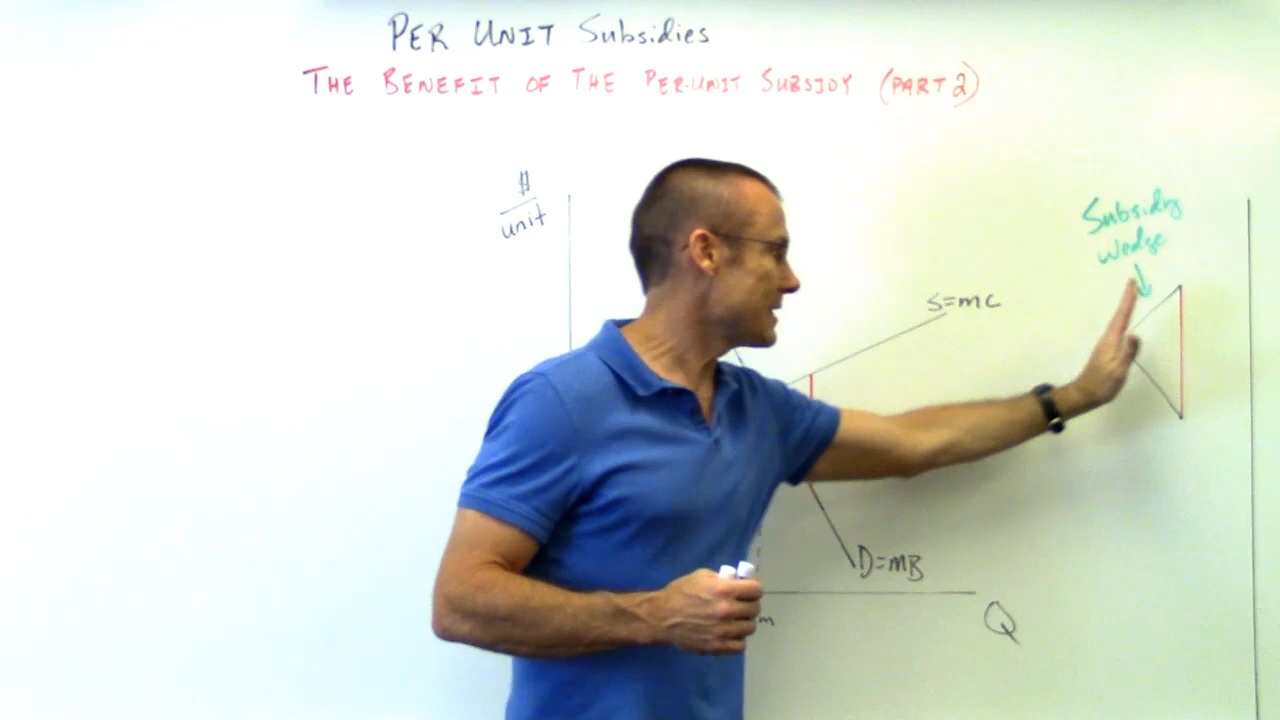 PER UNIT Subsidies
THE BENEFIT OF THE PER-UNIT SUBSIDY (PART 2)
$
unit
Subsidy
wedge
S=MC
D=MB
m
Q